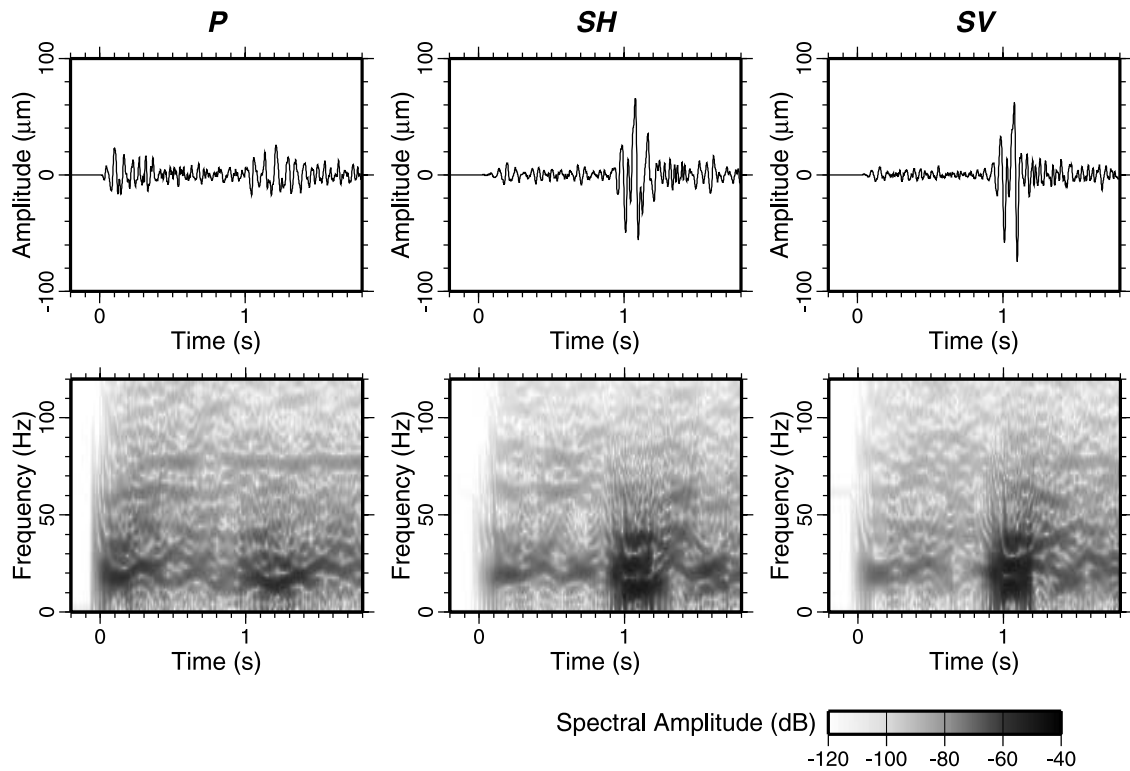 P SH SV
100 100 100
Amplitude (μm) Amplitude (μm) Amplitude (μm)
0 0 0
-100 -100 -100
0 1 0 1 0 1
Time (s) Time (s) Time (s)
100 100 100
Frequency (Hz) Frequency (Hz) Frequency (Hz)
50 50 50
0 0 0
0 1 0 1 0 1
Time (s) Time (s) Time (s)
Spectral Amplitude (dB)
-120 -100 -80 -60 -40